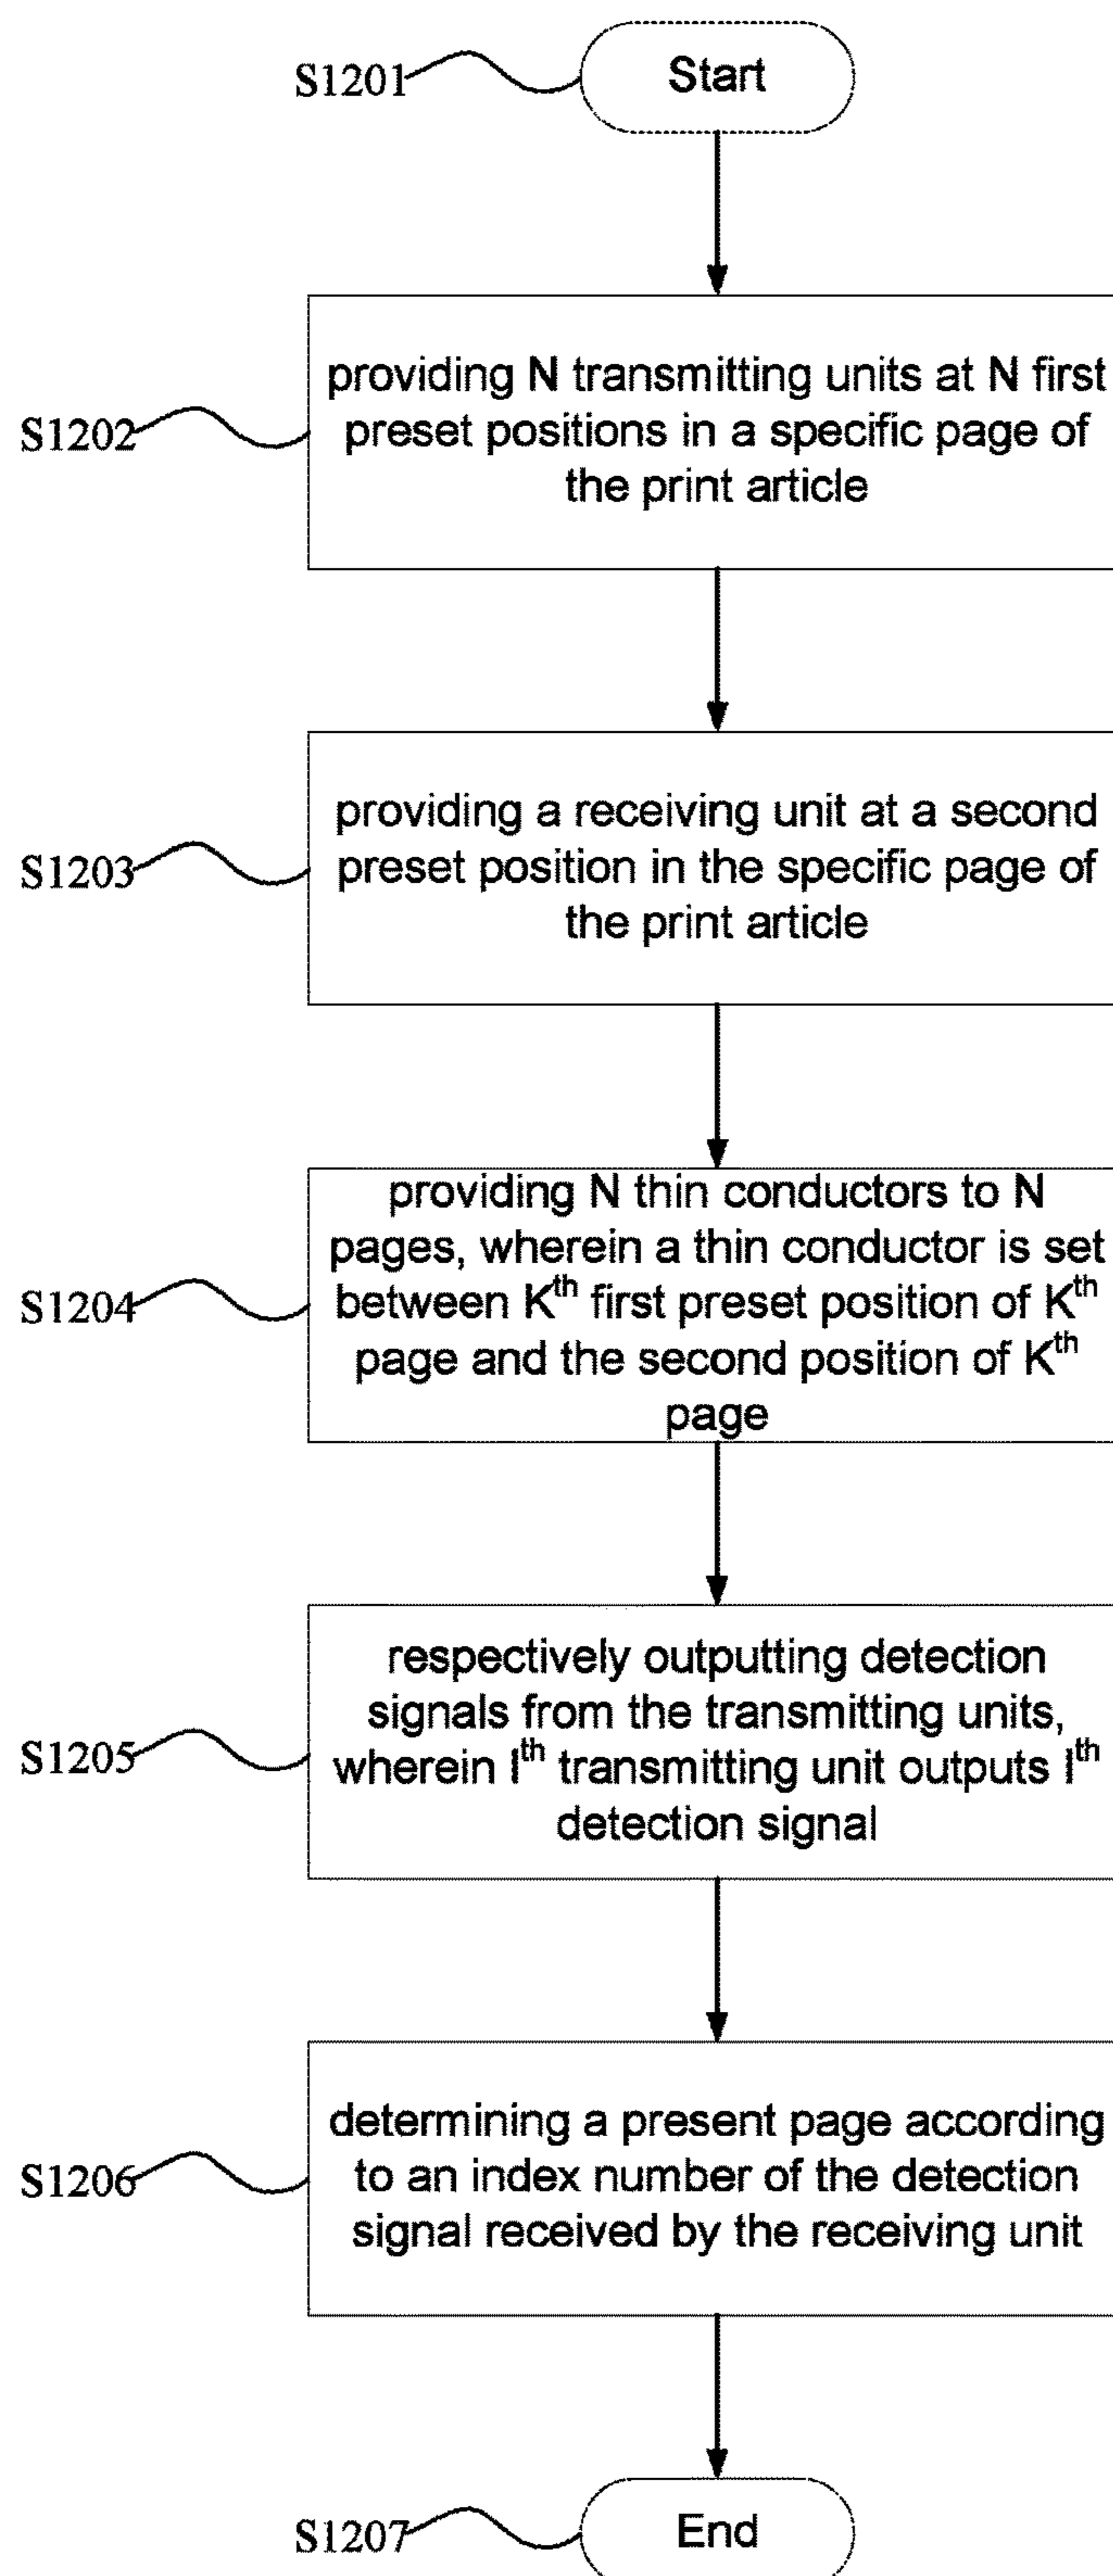 S1201
Start
providing N transmitting units at N first
S1202
preset positions in a specific page of
the print article
providing a receiving unit at a second
S1203
preset position in the specific page of
the print article
providing N thin conductors to N
pages, wherein a thin conductor is set
S1204
between Kth first preset position of Kth
page and the second position of Kth
page
respectively outputting detection
signals from the transmitting units,
S1205
wherein Ith transmitting unit outputs Ith
detection signal
determining a present page according
S1206
to an index number of the detection
signal received by the receiving unit
S1207
End